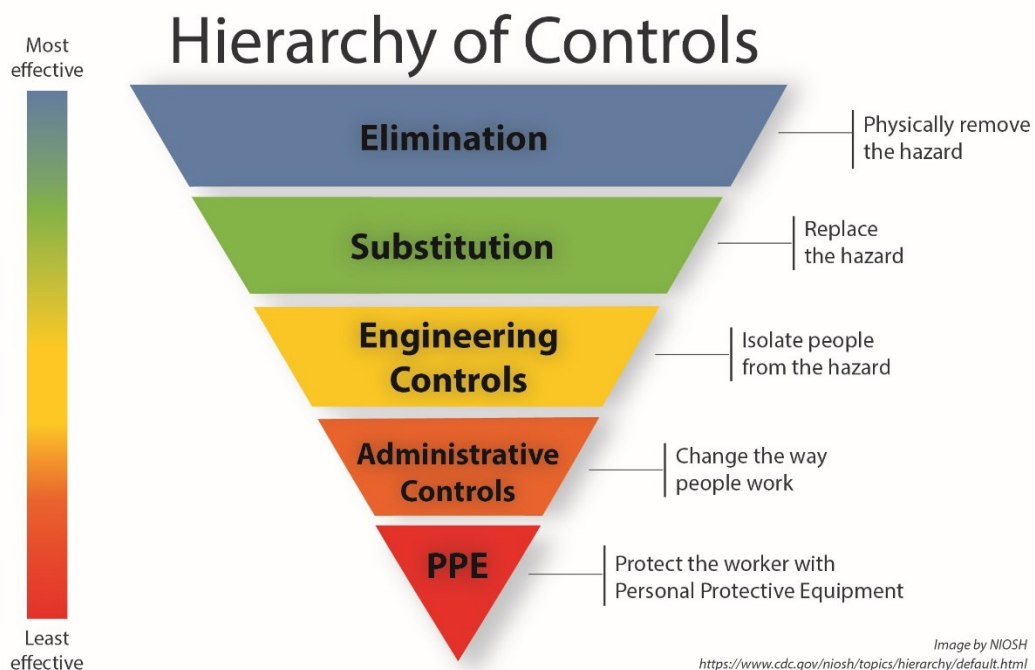 Hierarchy of Controls
Most
effective
Elimination
Physically remove
the hazard
Substitution
Replace
the hazard
Engineering
Controls
Isolate people
from the hazard
Administrative
Controls
Change the way
people work
PPE
Protect the worker with
Personal Protective Equipment
Least
effective
Image by NIOSH
https://www.cdc.gov/niosh/topics/hierarchy/default.html